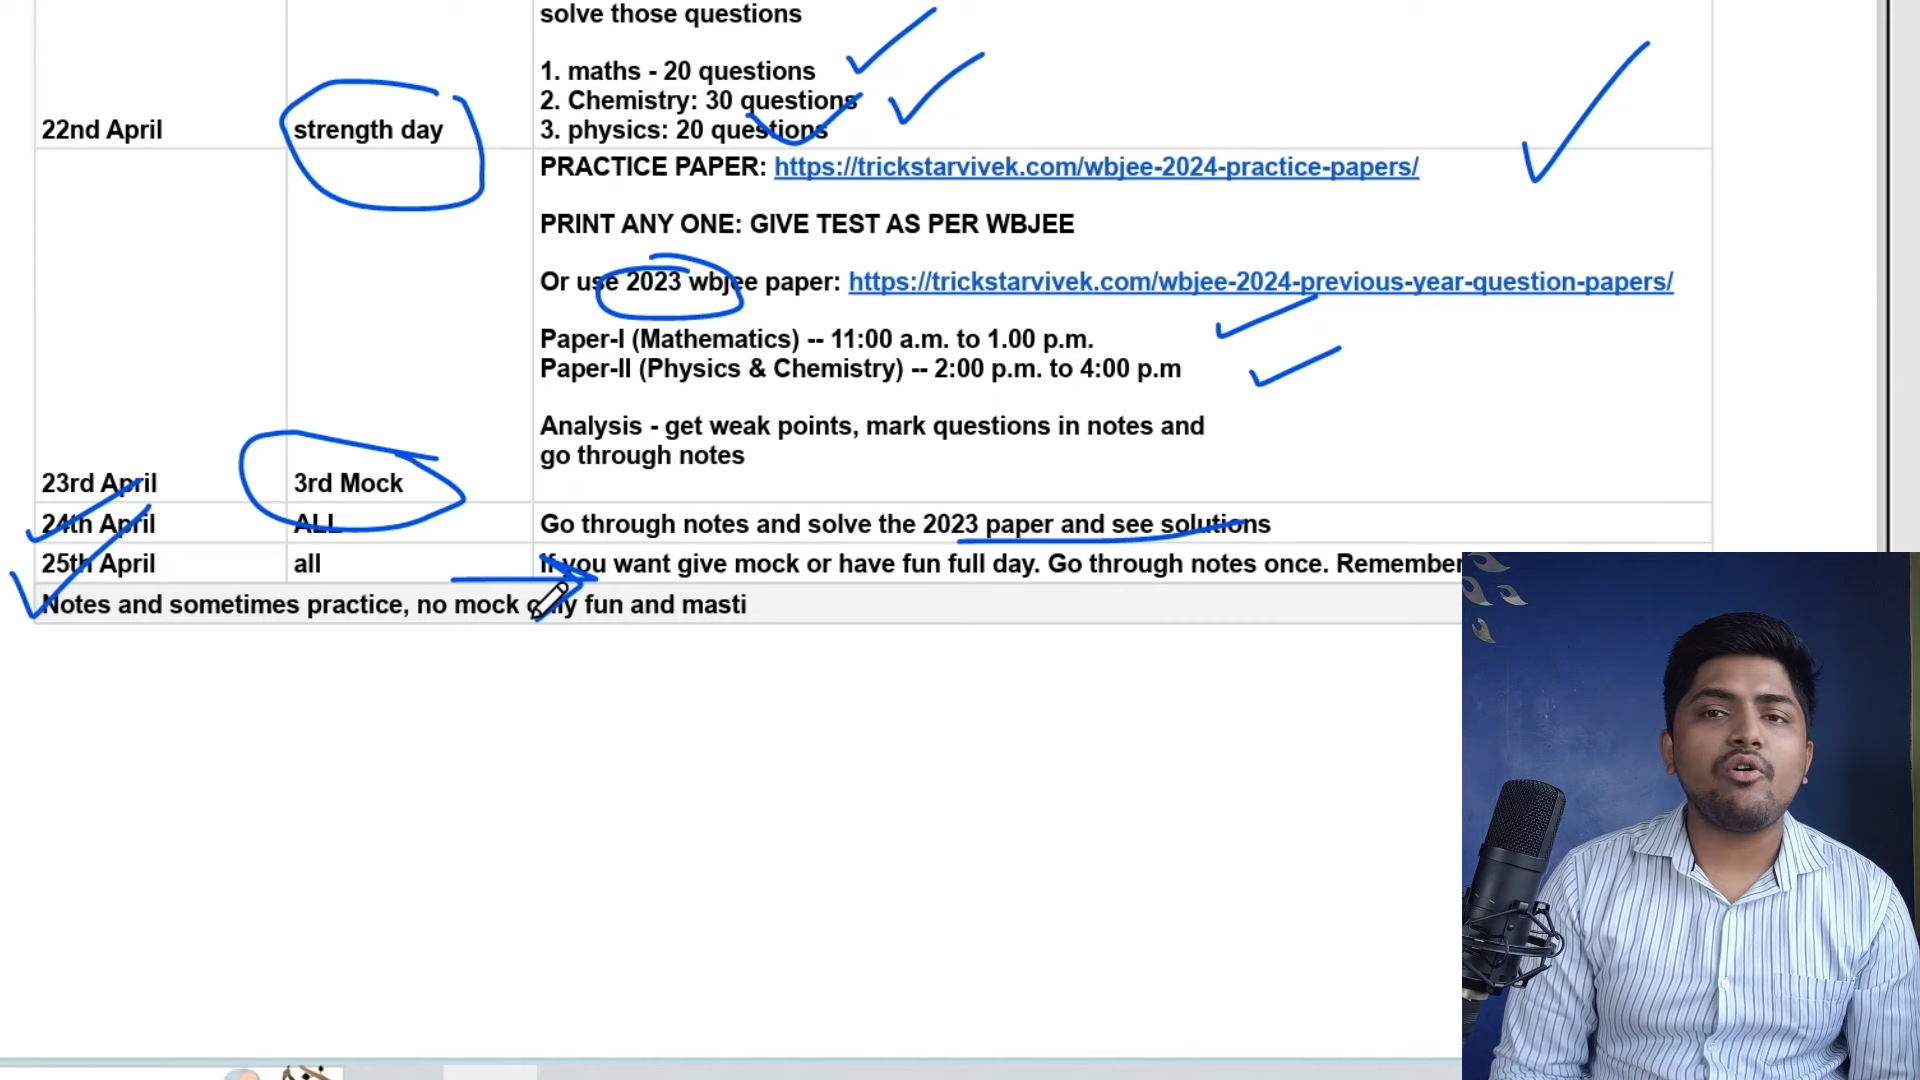 solve those questions
1. maths - 20 questions
2. Chemistry: 30 questions
3. physics: 20 questions
22nd April
strength day
PRACTICE PAPER: https://trickstarvivek.com/wbjee-2024-practice-papers/
PRINT ANY ONE: GIVE TEST AS PER WBJEE
Or use 2023 wbjee paper: https://trickstarvivek.com/wbjee-2024-previous-year-question-papers/
Paper-I (Mathematics) -- 11:00 a.m. to 1.00 p.m.
Paper-II (Physics & Chemistry) -- 2:00 p.m. to 4:00 p.m
Analysis - get weak points, mark questions in notes and
go through notes
23rd April
3rd Mock
24th April
ALL
Go through notes and solve the 2023 paper and see solutions
25th April
all
If you want give mock or have fun full day. Go through notes once. Remember
Notes and sometimes practice, no mock only fun and masti